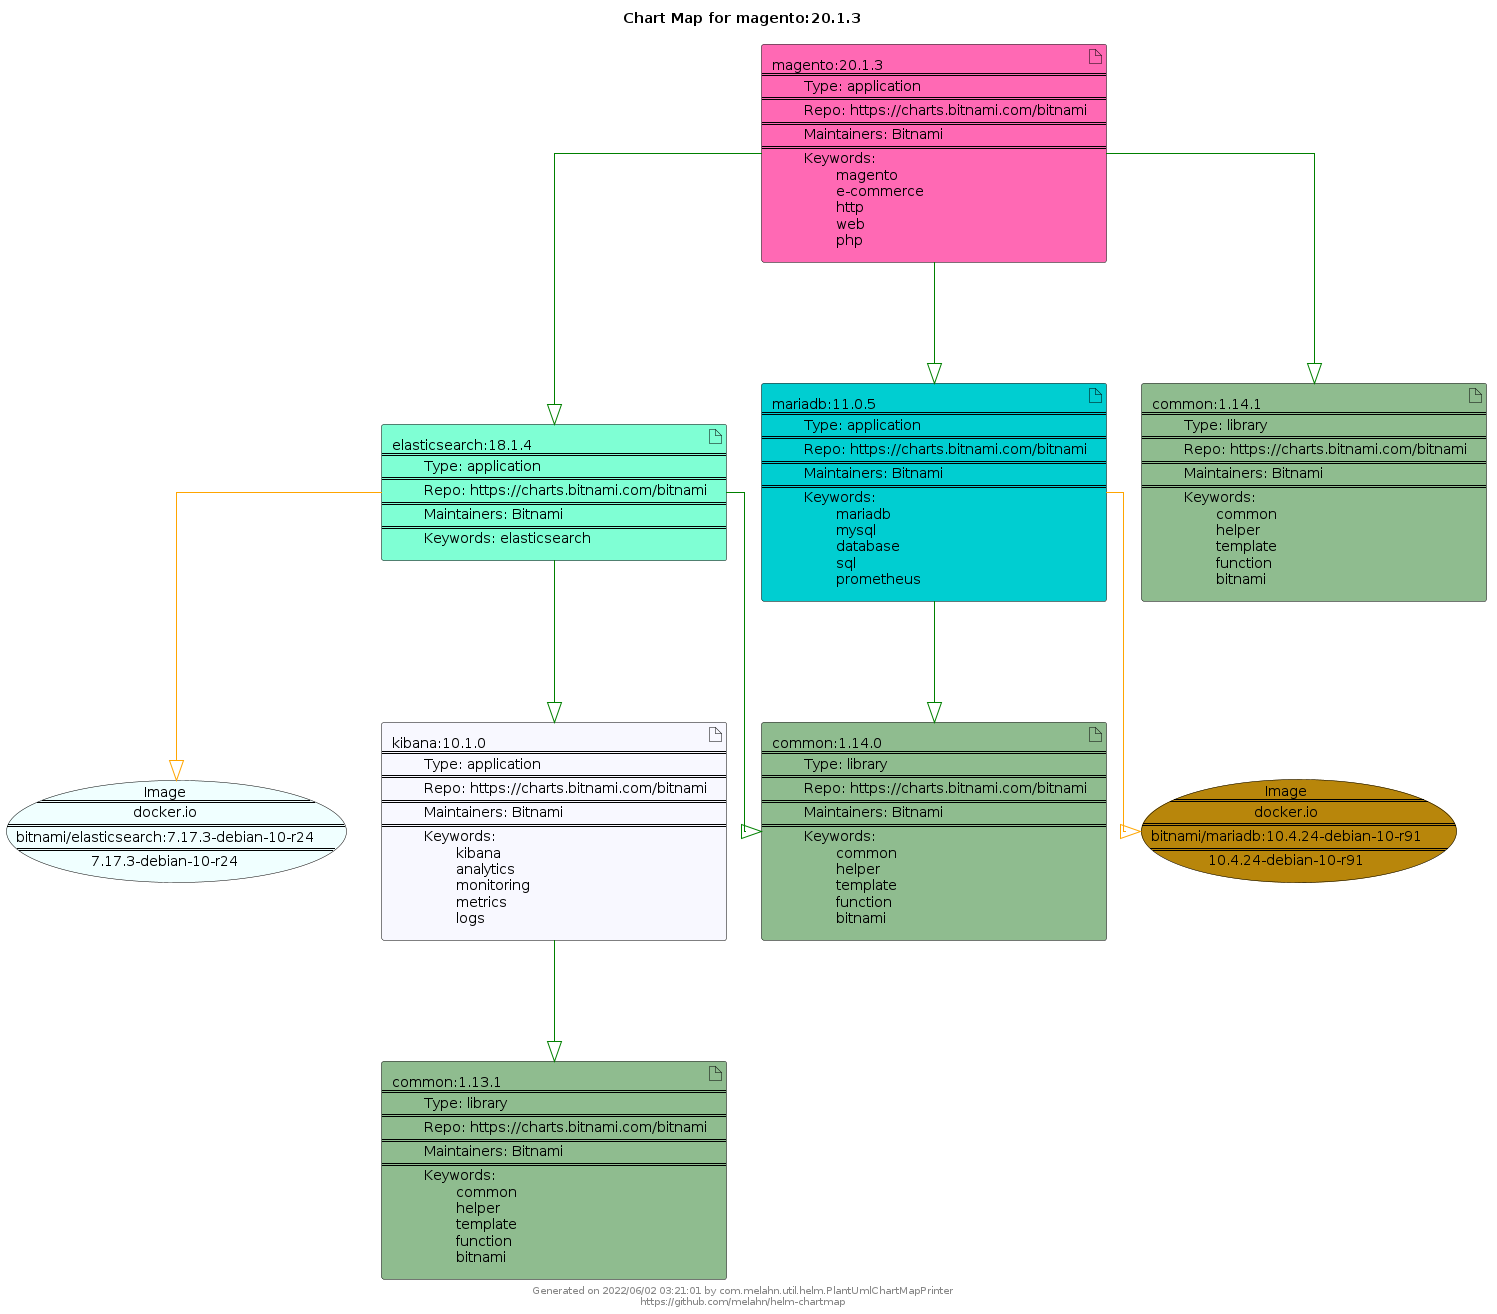 Chart Map for magento:20.1.3
magento:20.1.3
Type: application
Repo: https://charts.bitnami.com/bitnami
Maintainers: Bitnami
Keywords:
magento
e-commerce
http
web
php
elasticsearch:18.1.4
Type: application
Repo: https://charts.bitnami.com/bitnami
Maintainers: Bitnami
Keywords: elasticsearch
mariadb:11.0.5
Type: application
Repo: https://charts.bitnami.com/bitnami
Maintainers: Bitnami
Keywords:
mariadb
mysql
database
sql
prometheus
common:1.14.1
Type: library
Repo: https://charts.bitnami.com/bitnami
Maintainers: Bitnami
Keywords:
common
helper
template
function
bitnami
Image
docker.io
bitnami/elasticsearch:7.17.3-debian-10-r24
7.17.3-debian-10-r24
kibana:10.1.0
Type: application
Repo: https://charts.bitnami.com/bitnami
Maintainers: Bitnami
Keywords:
kibana
analytics
monitoring
metrics
logs
common:1.14.0
Type: library
Repo: https://charts.bitnami.com/bitnami
Maintainers: Bitnami
Keywords:
common
helper
template
function
bitnami
Image
docker.io
bitnami/mariadb:10.4.24-debian-10-r91
10.4.24-debian-10-r91
common:1.13.1
Type: library
Repo: https://charts.bitnami.com/bitnami
Maintainers: Bitnami
Keywords:
common
helper
template
function
bitnami
Generated on 2022/06/02 03:21:01 by com.melahn.util.helm.PlantUmlChartMapPrinter
https://github.com/melahn/helm-chartmap